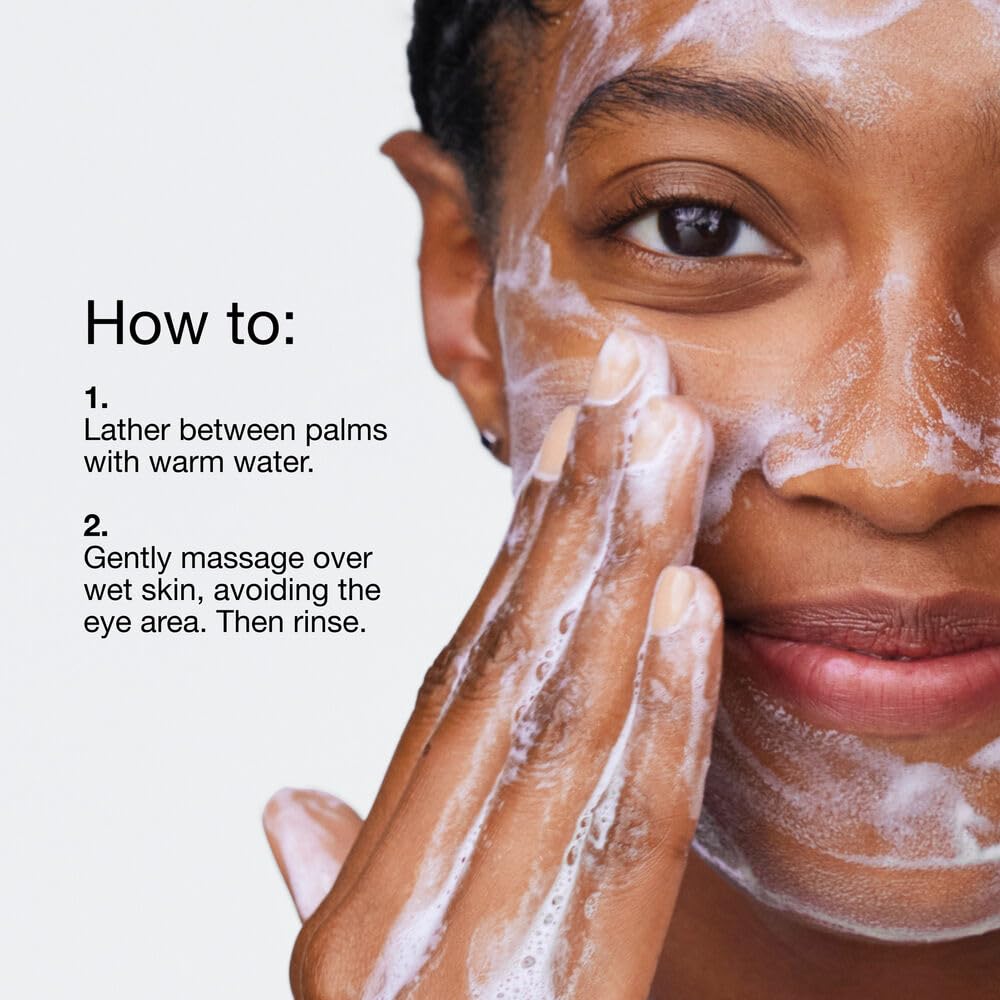 How to:
1.
Lather between palms
with warm water.
2.
Gently massage over
wet skin, avoiding the
eye area. Then rinse.